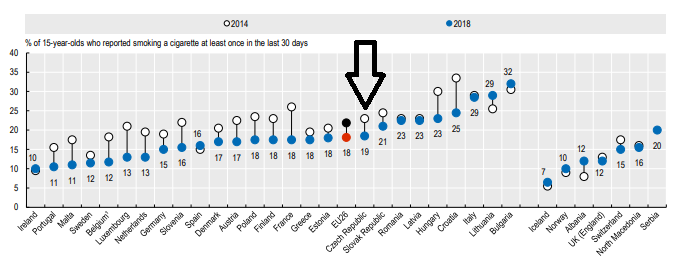 2014 2018
% of 15-year-olds who reported smoking a cigarette at least once in the last 30 days
40
35
30
25
20
15
10
5
0
10 11 11 12 12 13 13 15 16 16 17 17 18 18 18 18 18 18 19 21 23 23 23 25 29 29 32 7 10 12 12 15 16 20
Ireland
Portugal
Malta
Sweden
Belgium¹
Luxembourg
Netherlands
Germany
Slovenia
Spain
Denmark
Austria
Poland
Finland
France
Greece
Estonia
EU26
Czech Republic
Slovak Republic
Romania
Latvia
Hungary
Croatia
Italy
Lithuania
Bulgaria
Iceland
Norway
Albania
UK (England)
Switzerland
North Macedonia
Serbia